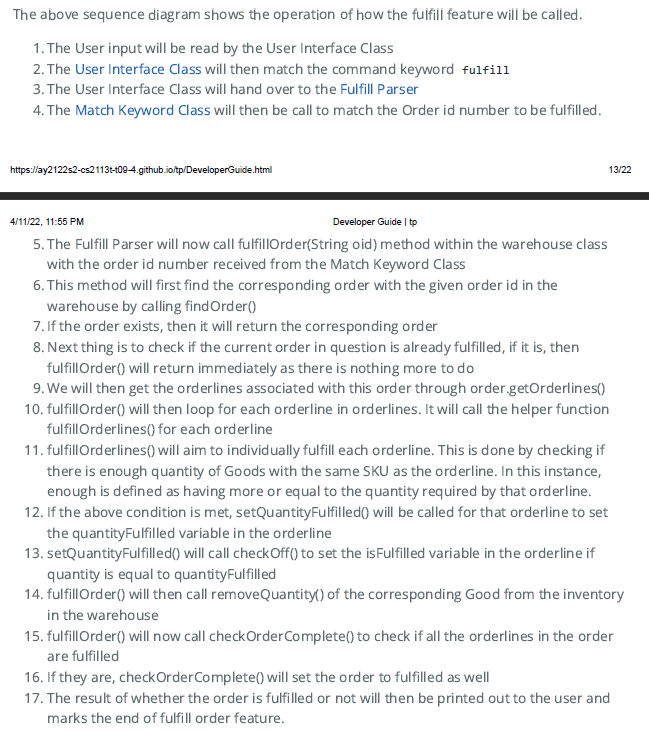 The above sequence diagram shows the operation of how the fulfill feature will be called.
1. The User input will be read by the User Interface Class
2. The User Interface Class will then match the command keyword fulfill
3. The User Interface Class will hand over to the Fulfill Parser
4. The Match Keyword Class will then be call to match the Order id number to be fulfilled.
https://ay2122s2-cs2113t-t09-4.github.io/tp/DeveloperGuide.html 13/22
4/11/22, 11:55 PM Developer Guide | tp
5. The Fulfill Parser will now call fulfillOrder(String oid) method within the warehouse class
with the order id number received from the Match Keyword Class
6. This method will first find the corresponding order with the given order id in the
warehouse by calling findOrder()
7. If the order exists, then it will return the corresponding order
8. Next thing is to check if the current order in question is already fulfilled, if it is, then
fulfillOrder() will return immediately as there is nothing more to do
9. We will then get the orderlines associated with this order through order.getOrderlines()
10. fulfillOrder() will then loop for each orderline in orderlines. It will call the helper function
fulfillOrderlines() for each orderline
11. fulfillOrderlines() will aim to individually fulfill each orderline. This is done by checking if
there is enough quantity of Goods with the same SKU as the orderline. In this instance,
enough is defined as having more or equal to the quantity required by that orderline.
12. If the above condition is met, setQuantityFulfilled() will be called for that orderline to set
the quantityFulfilled variable in the orderline
13. setQuantityFulfilled() will call checkOff() to set the isFulfilled variable in the orderline if
quantity is equal to quantityFulfilled
14. fulfillOrder() will then call removeQuantity() of the corresponding Good from the inventory
in the warehouse
15. fulfillOrder() will now call checkOrderComplete() to check if all the orderlines in the order
are fulfilled
16. If they are, checkOrderComplete() will set the order to fulfilled as well
17. The result of whether the order is fulfilled or not will then be printed out to the user and
marks the end of fulfill order feature.